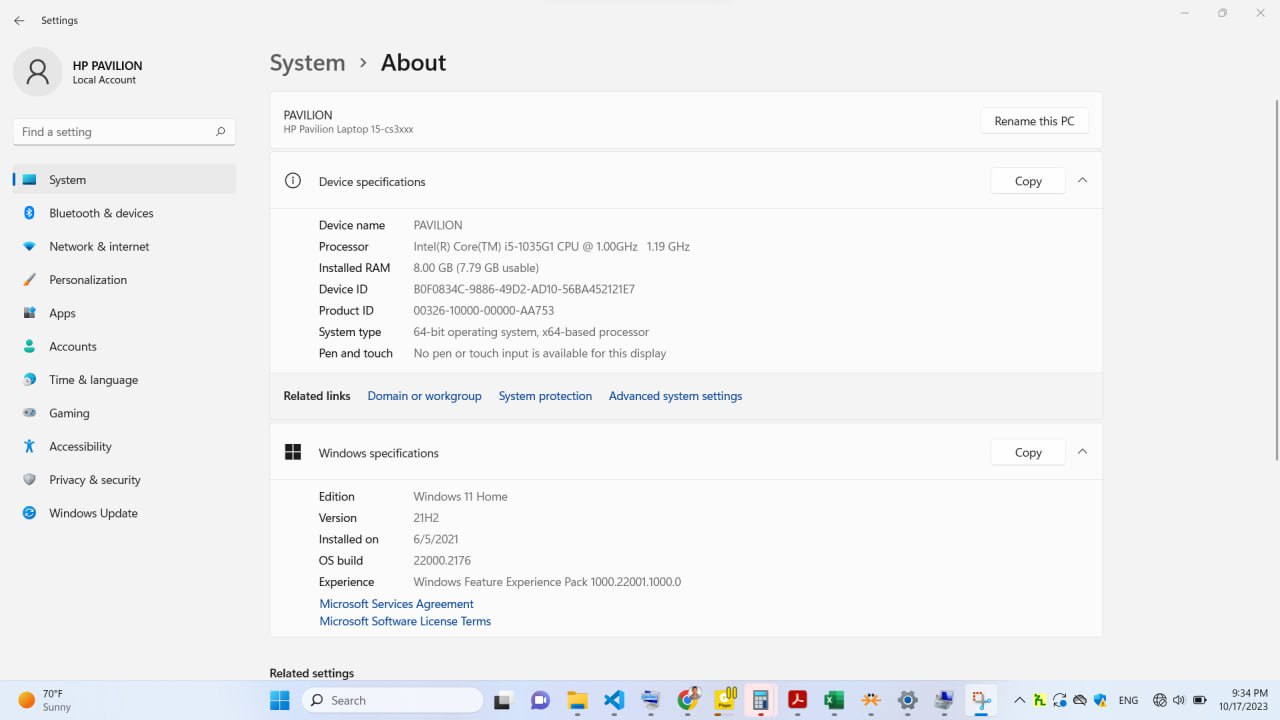 Settings
HP PAVILION
Local Account
Find a setting
System
Bluetooth & devices
Network & internet
Personalization
Apps
Accounts
Time & language
Gaming
Accessibility
Privacy & security
Windows Update
System > About
PAVILION
HP Pavilion Laptop 15-cs3xxx
Rename this PC
Device specifications Copy
Device name PAVILION
Processor Intel(R) Core(TM) i5-1035G1 CPU @ 1.00GHz 1.19 GHz
Installed RAM 8.00 GB (7.79 GB usable)
Device ID B0F0834C-9886-49D2-AD10-56BA452121E7
Product ID 00326-10000-00000-AA753
System type 64-bit operating system, x64-based processor
Pen and touch No pen or touch input is available for this display
Related links Domain or workgroup System protection Advanced system settings
Windows specifications Copy
Edition Windows 11 Home
Version 21H2
Installed on 6/5/2021
OS build 22000.2176
Experience Windows Feature Experience Pack 1000.22001.1000.0
Microsoft Services Agreement
Microsoft Software License Terms
Related settings
70°F
Sunny
Search
ENG
9:34 PM
10/17/2023